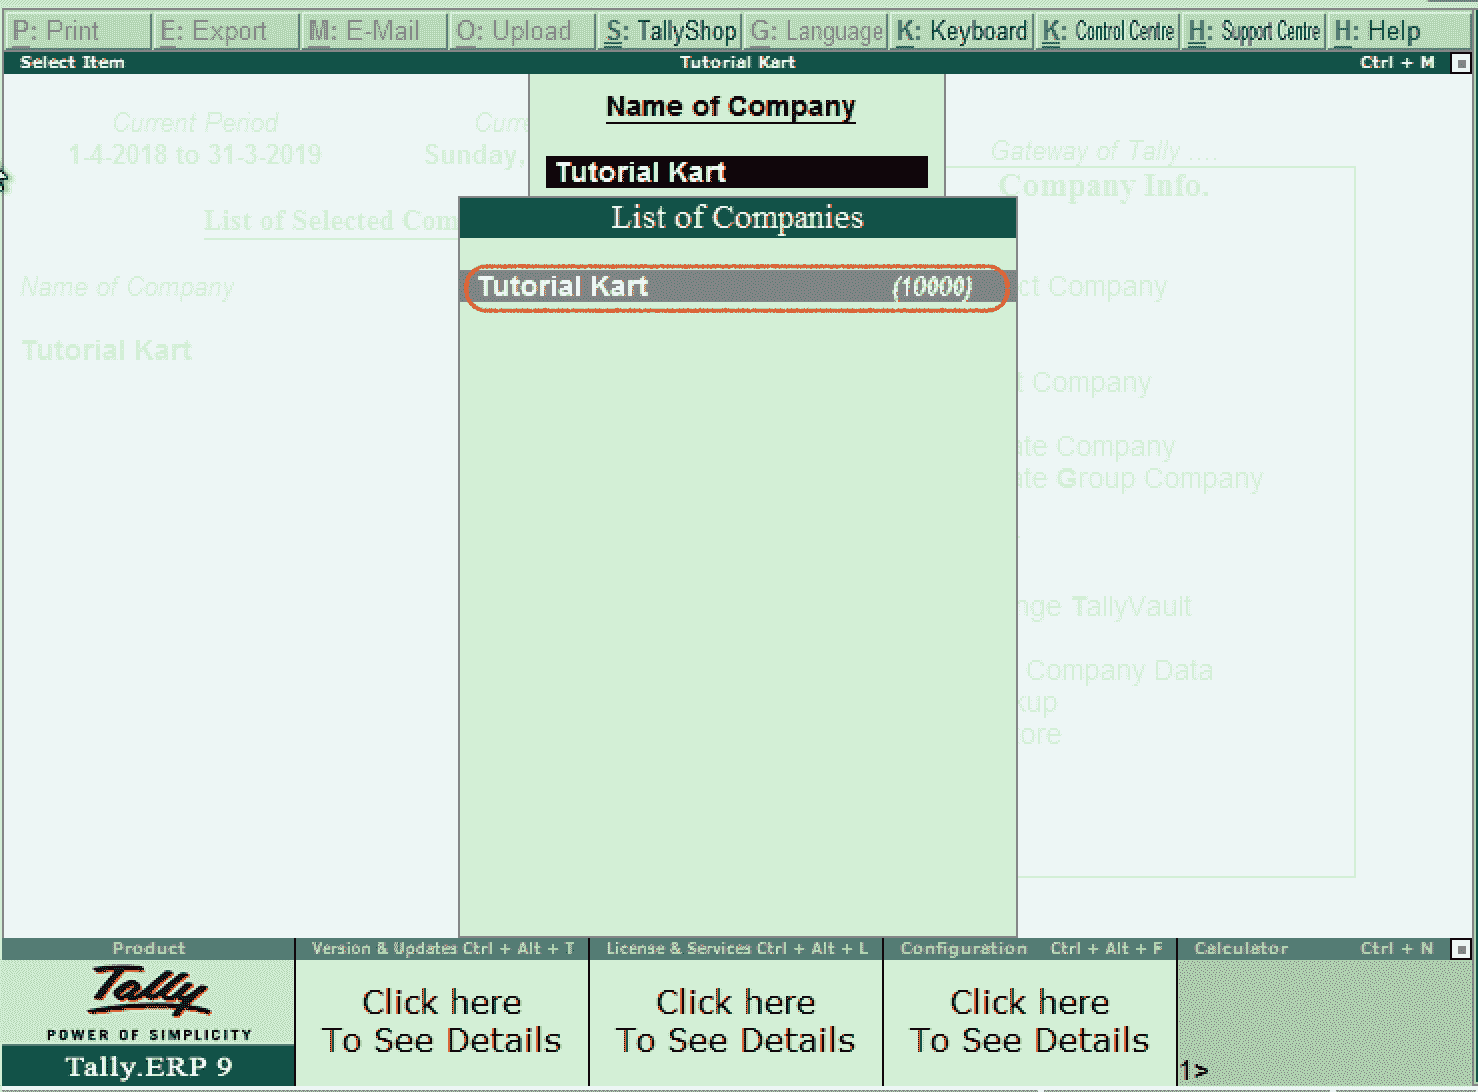 P: Print E: Export M: E-Mail O: Upload S: TallyShop G: Language K: Keyboard K: Control Centre H: Support Centre H: Help
Select Item Tutorial Kart Ctrl + M
Name of Company
Current Period
1-4-2018 to 31-3-2019 Sunday,
Tutorial Kart
Gateway of Tally ....
Company Info.
List of Selected Com
List of Companies
Name of Company
Tutorial Kart (10000)
ct Company
Tutorial Kart
t Company
ate Company
ate Group Company
nge TallyVault
Company Data
kup
ore
Product Version & Updates Ctrl + Alt + T License & Services Ctrl + Alt + L Configuration Ctrl + Alt + F Calculator Ctrl + N
Tally
POWER OF SIMPLICITY
Tally.ERP 9
Click here
To See Details
Click here
To See Details
Click here
To See Details
1>